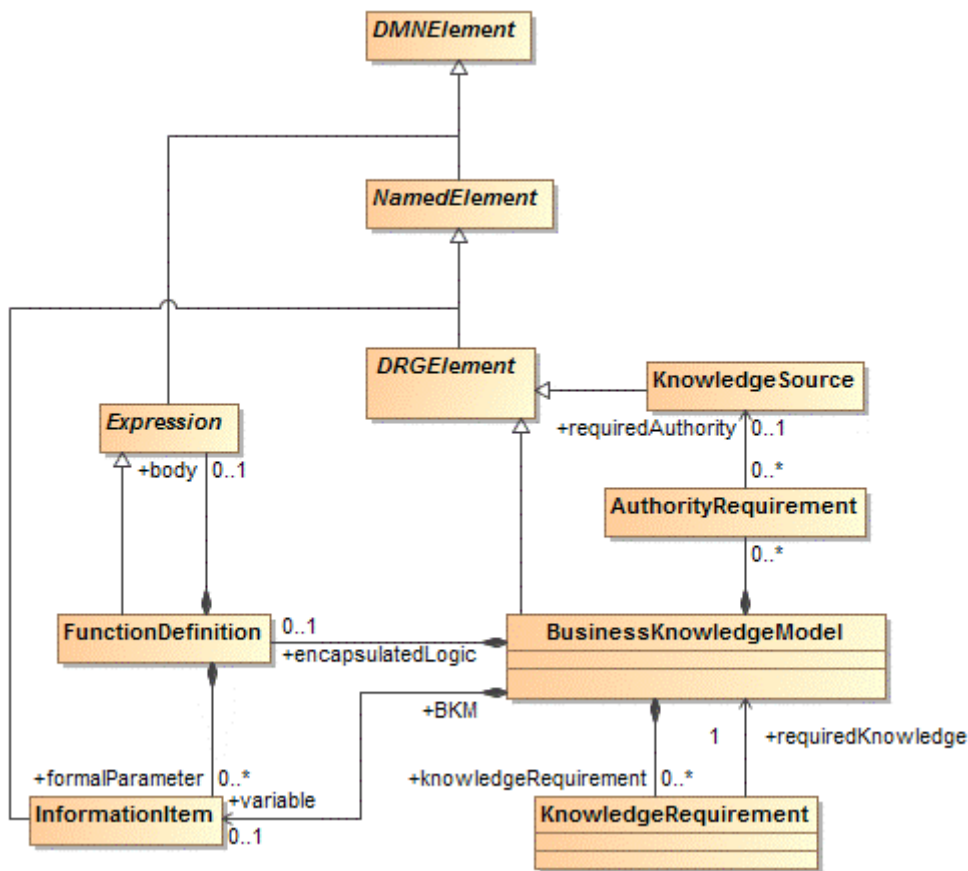 DMNElement
NamedElement
DRGElement
KnowledgeSource
Expression
+requiredAuthority
0..1
+body
0..1
0..*
AuthorityRequirement
0..*
FunctionDefinition
0..1
BusinessKnowledgeModel
+encapsulatedLogic
+BKM
1
+requiredKnowledge
+formalParameter
0..*
+knowledgeRequirement
0..*
+variable
InformationItem
0..1
KnowledgeRequirement